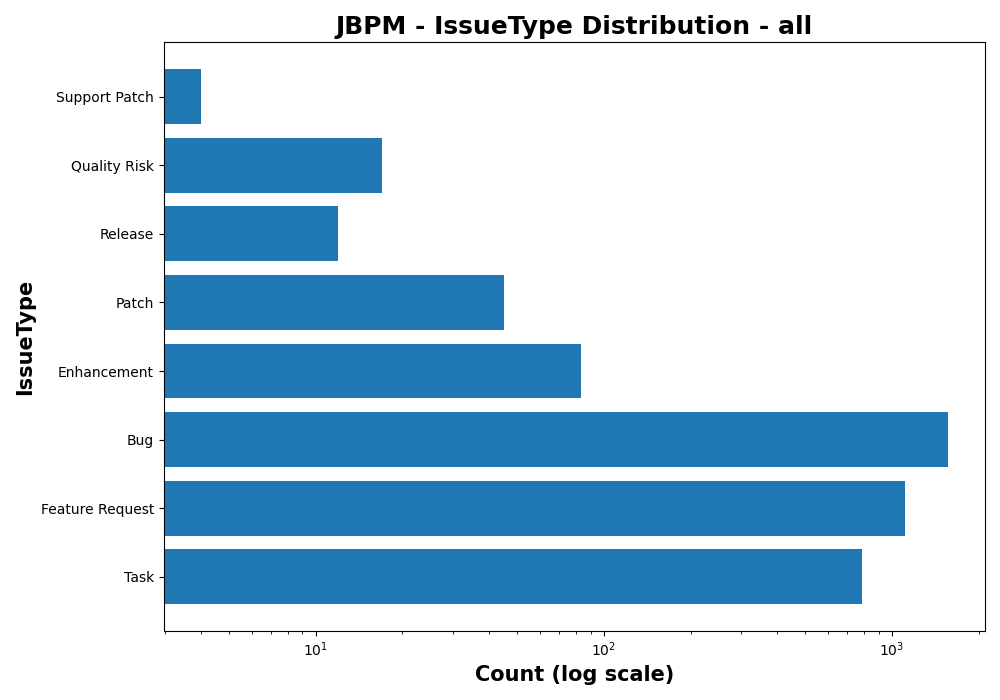 JBPM - IssueType Distribution - all
IssueType
Support Patch
Quality Risk
Release
Patch
Enhancement
Bug
Feature Request
Task
10¹ 10² 10³
Count (log scale)